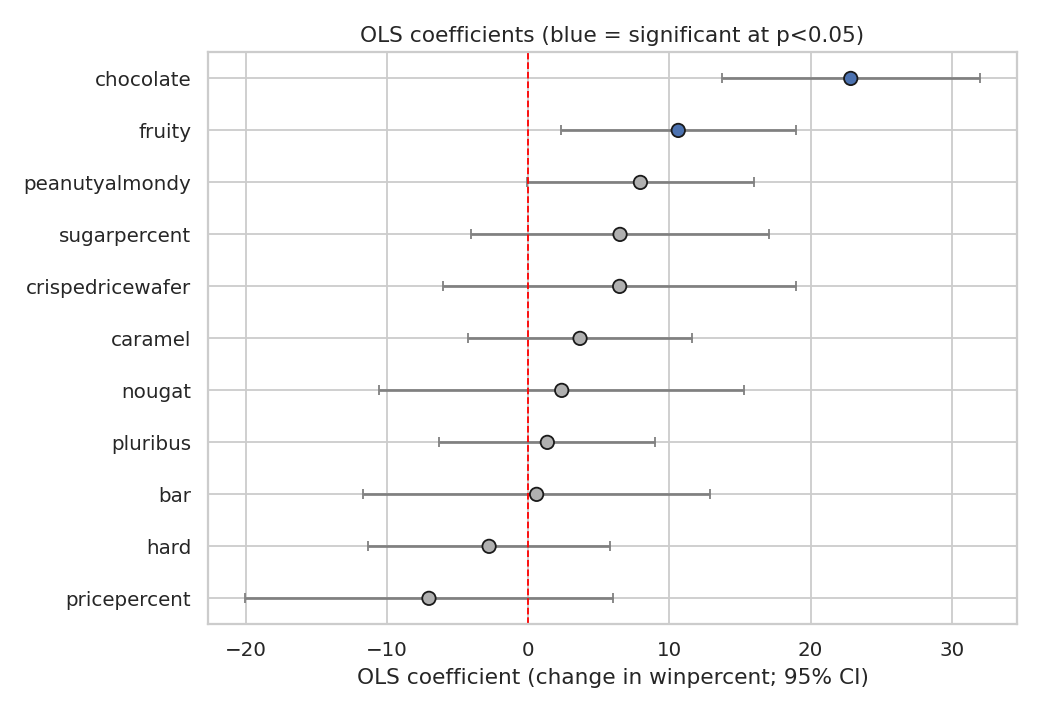 OLS coefficients (blue = significant at p<0.05)
chocolate
fruity
peanutyalmondy
sugarpercent
crispedricewafer
caramel
nougat
pluribus
bar
hard
pricepercent
−20 −10 0 10 20 30
OLS coefficient (change in winpercent; 95% CI)